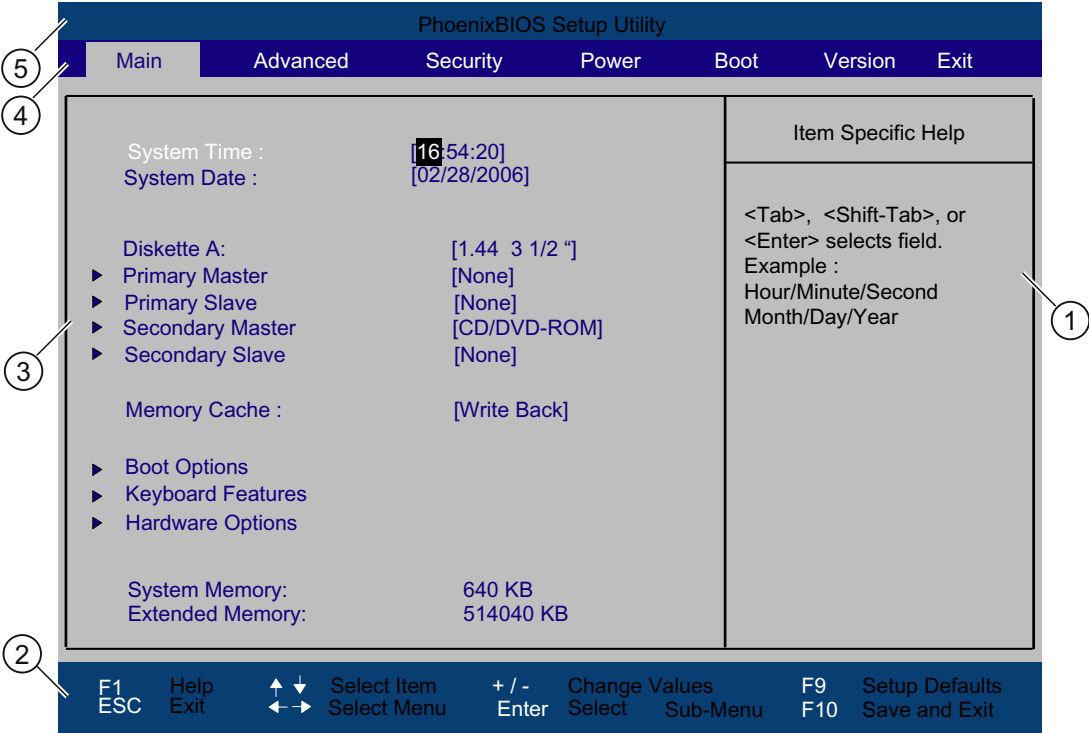 PhoenixBIOS Setup Utility
5
Main Advanced Security Power Boot Version Exit
4
Item Specific Help
System Time : [16:54:20]
System Date : [02/28/2006]
<Tab>, <Shift-Tab>, or
<Enter> selects field.
Example :
Hour/Minute/Second
Month/Day/Year
1
Diskette A: [1.44 3 1/2 “]
Primary Master [None]
Primary Slave [None]
Secondary Master [CD/DVD-ROM]
Secondary Slave [None]
3
Memory Cache : [Write Back]
Boot Options
Keyboard Features
Hardware Options
System Memory: 640 KB
Extended Memory: 514040 KB
2
F1 Help Select Item + / - Change Values F9 Setup Defaults
ESC Exit Select Menu Enter Select Sub-Menu F10 Save and Exit